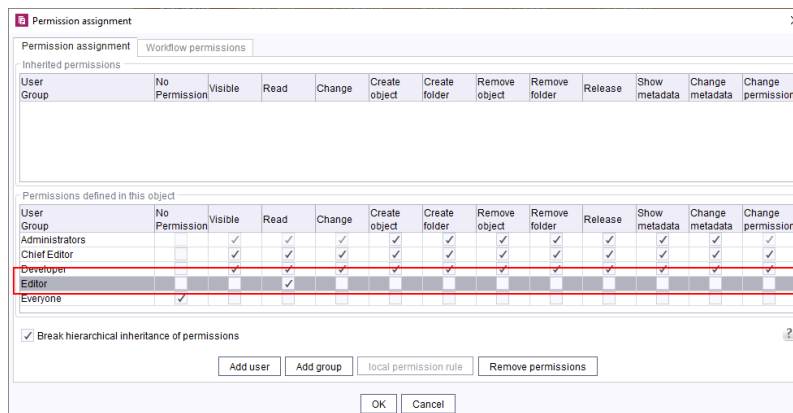 Permission assignment
Permission assignment Workflow permissions
Inherited permissions
User Group No Permission Visible Read Change Create object Create folder Remove object Remove folder Release Show metadata Change metadata Change permission
Permissions defined in this object
User Group No Permission Visible Read Change Create object Create folder Remove object Remove folder Release Show metadata Change metadata Change permission
Administrators
Chief Editor
Developer
Editor
Everyone
Break hierarchical inheritance of permissions ?
Add user Add group local permission rule Remove permissions
OK Cancel